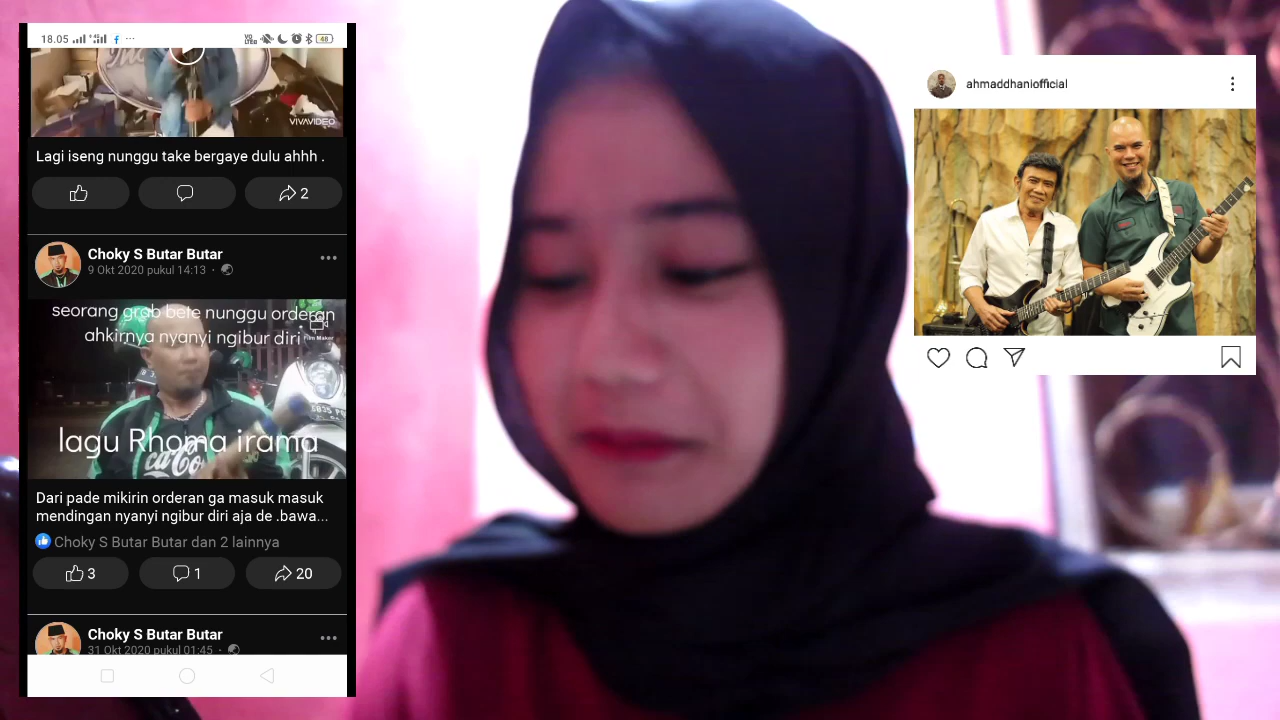 18.05
VIVAVIDEO
Lagi iseng nunggu take bergaye dulu ahhh .
2
Choky S Butar Butar
9 Okt 2020 pukul 14:13
seorang grab bete nunggu orderan
ahkirnya nyanyi ngibur diri
Film Maker
lagu Rhoma irama
Dari pade mikirin orderan ga masuk masuk
mendingan nyanyi ngibur diri aja de .bawa...
Choky S Butar Butar dan 2 lainnya
3
1
20
Choky S Butar Butar
31 Okt 2020 pukul 01:45
ahmaddhaniofficial